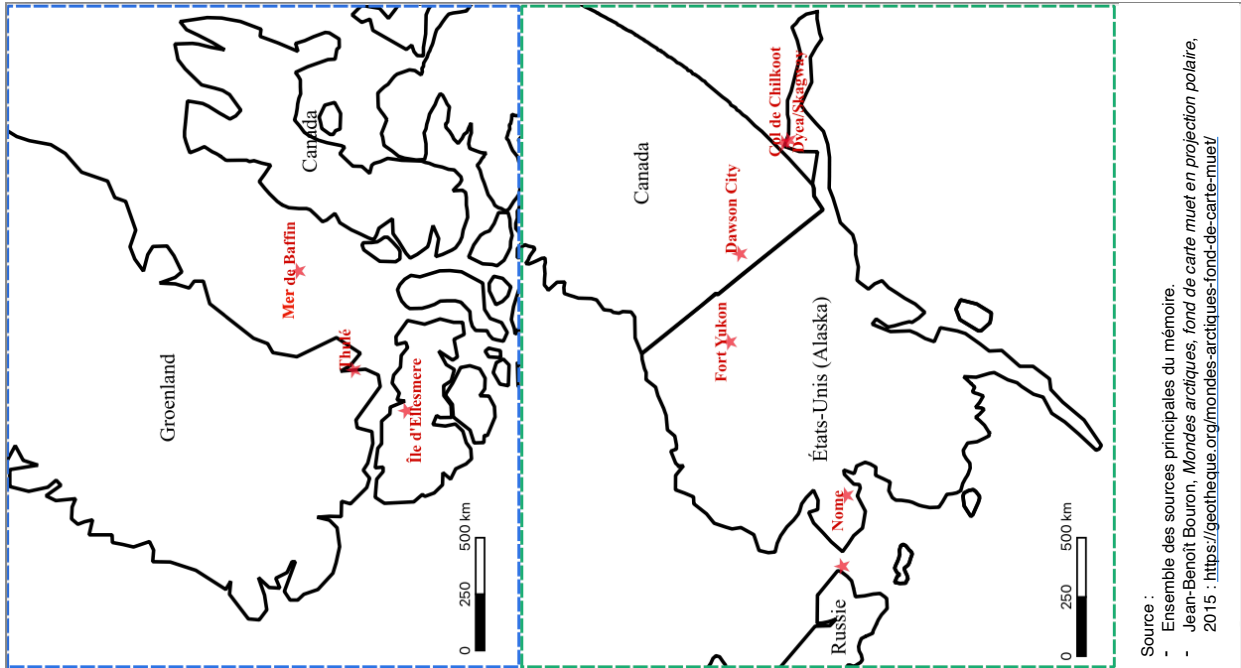 Groenland
Mer de Baffin
Canada
Thulé
Île d'Ellesmere
0 250 500 km
Canada
Fort Yukon
Dawson City
Col de Chilkoot
Dyea/Skagway
États-Unis (Alaska)
Nome
Russie
0 250 500 km
Source :
- Ensemble des sources principales du mémoire.
- Jean-Benoît Bouron, Mondes arctiques, fond de carte muet en projection polaire,
2015 : https://geotheque.org/mondes-arctiques-fond-de-carte-muet/